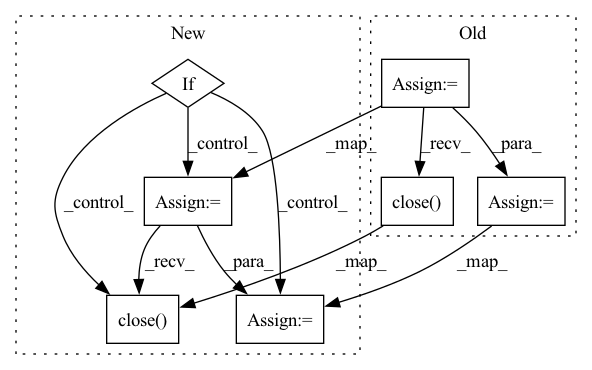 New
Old
If
Assign:=
_control_
_map_
_recv_
_para_
_control_
Assign:=
_control_
close()
Assign:=
_recv_
_para_
_map_
_map_
close()
Assign:=